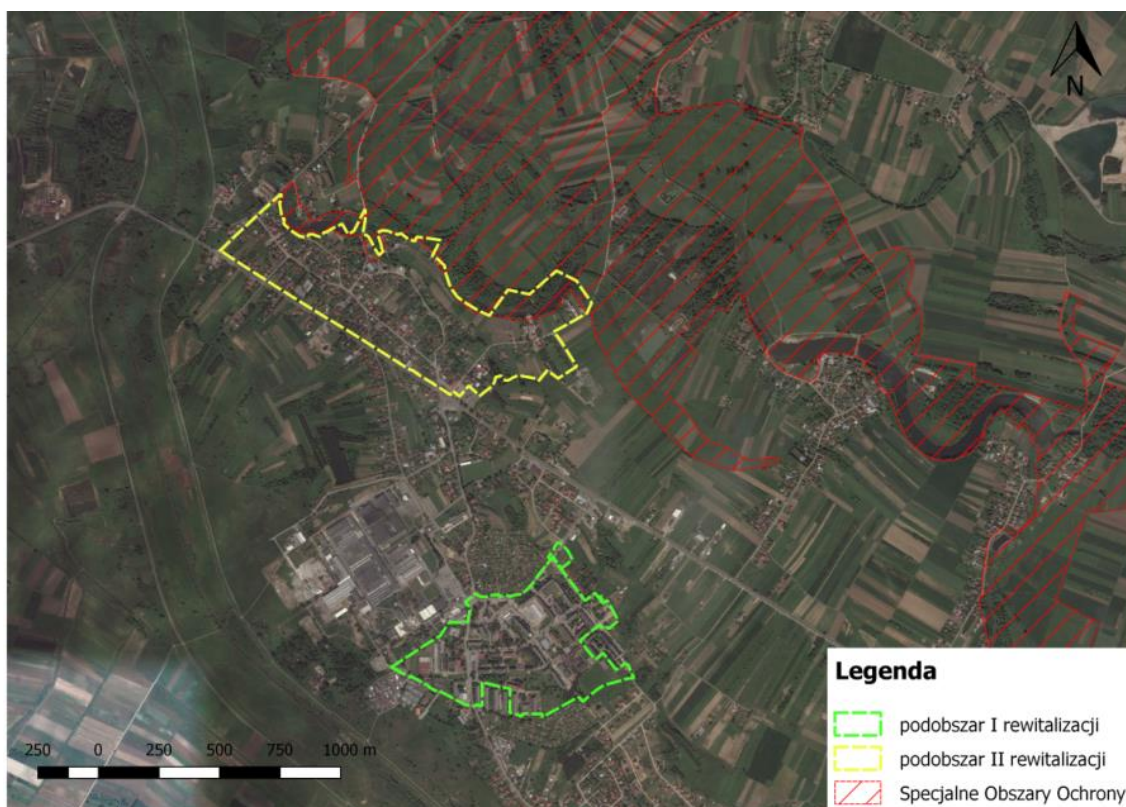 N
Legenda
podobszar I rewitalizacji
podobszar II rewitalizacji
Specjalne Obszary Ochrony
250 0 250 500 750 1000 m